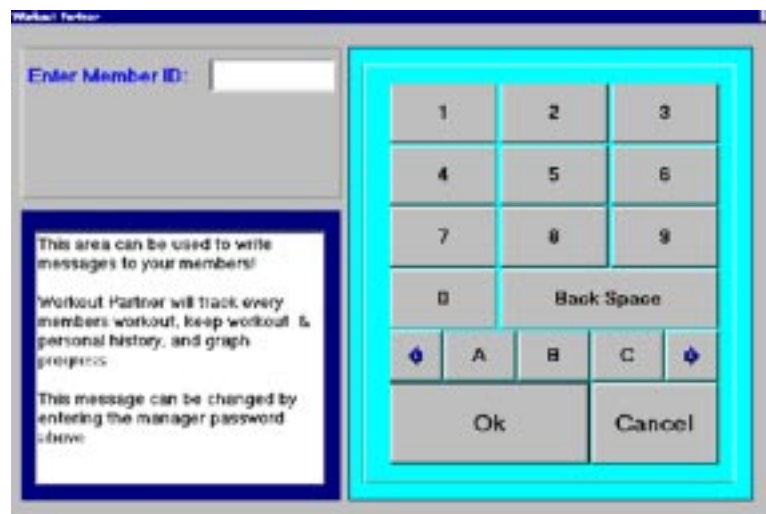 Workout Partner
Enter Member ID:
This area can be used to write
messages to your members!
Workout Partner will track every
members workout, keep workout &
personal history, and graph
progress
This message can be changed by
entering the manager password
above
1 2 3
4 5 6
7 8 9
0 Back Space
A B C
Ok Cancel